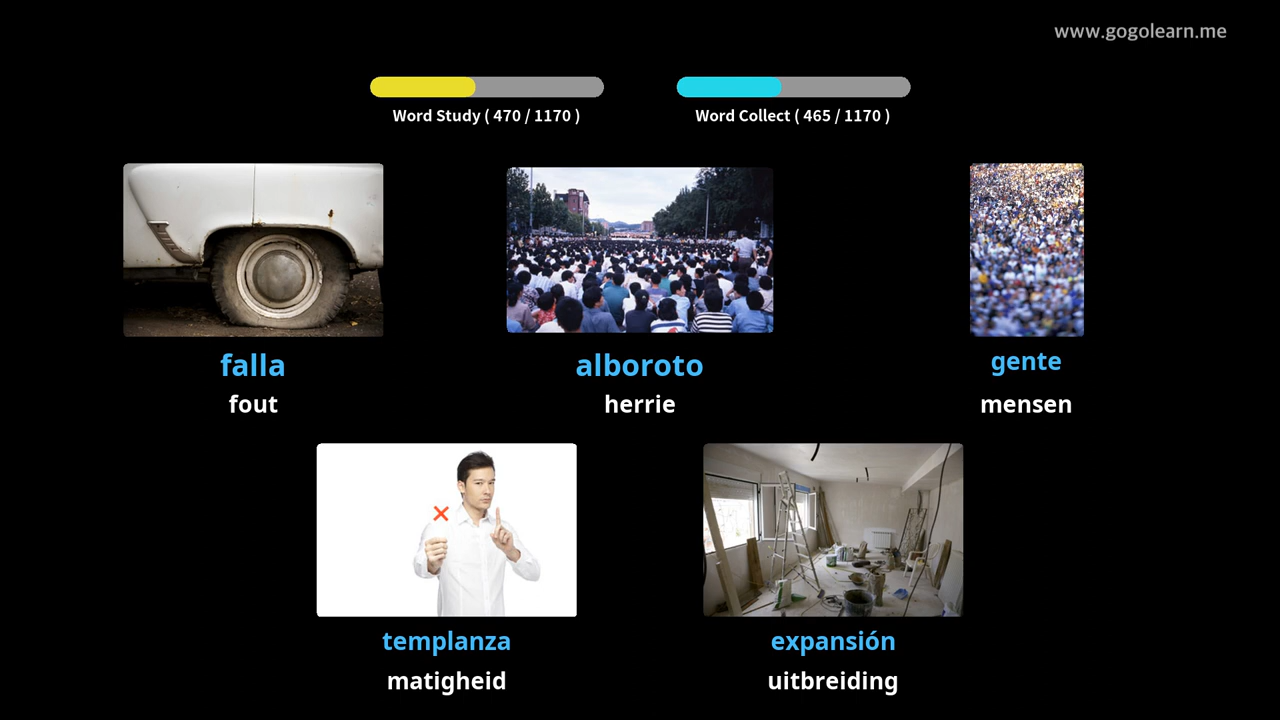 www.gogolearn.me
Word Study ( 470 / 1170 )
Word Collect ( 465 / 1170 )
falla
fout
alboroto
herrie
gente
mensen
templanza
matigheid
expansión
uitbreiding